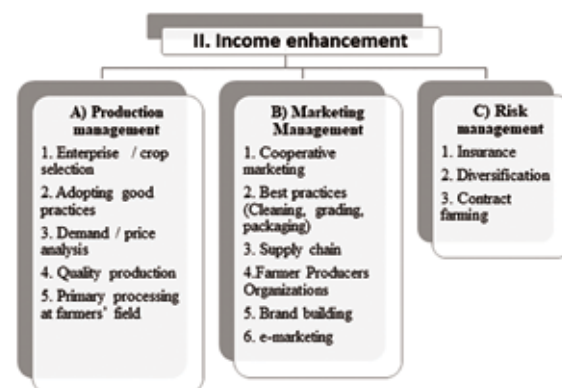 II. Income enhancement
A) Production
management
1. Enterprise / crop
selection
2. Adopting good
practices
3. Demand / price
analysis
4. Quality production
5. Primary processing
at farmers' field
B) Marketing
Management
1. Cooperative
marketing
2. Best practices
(Cleaning, grading,
packaging)
3. Supply chain
4.Farmer Producers
Organizations
5. Brand building
6. e-marketing
C) Risk
management
1. Insurance
2. Diversification
3. Contract
farming